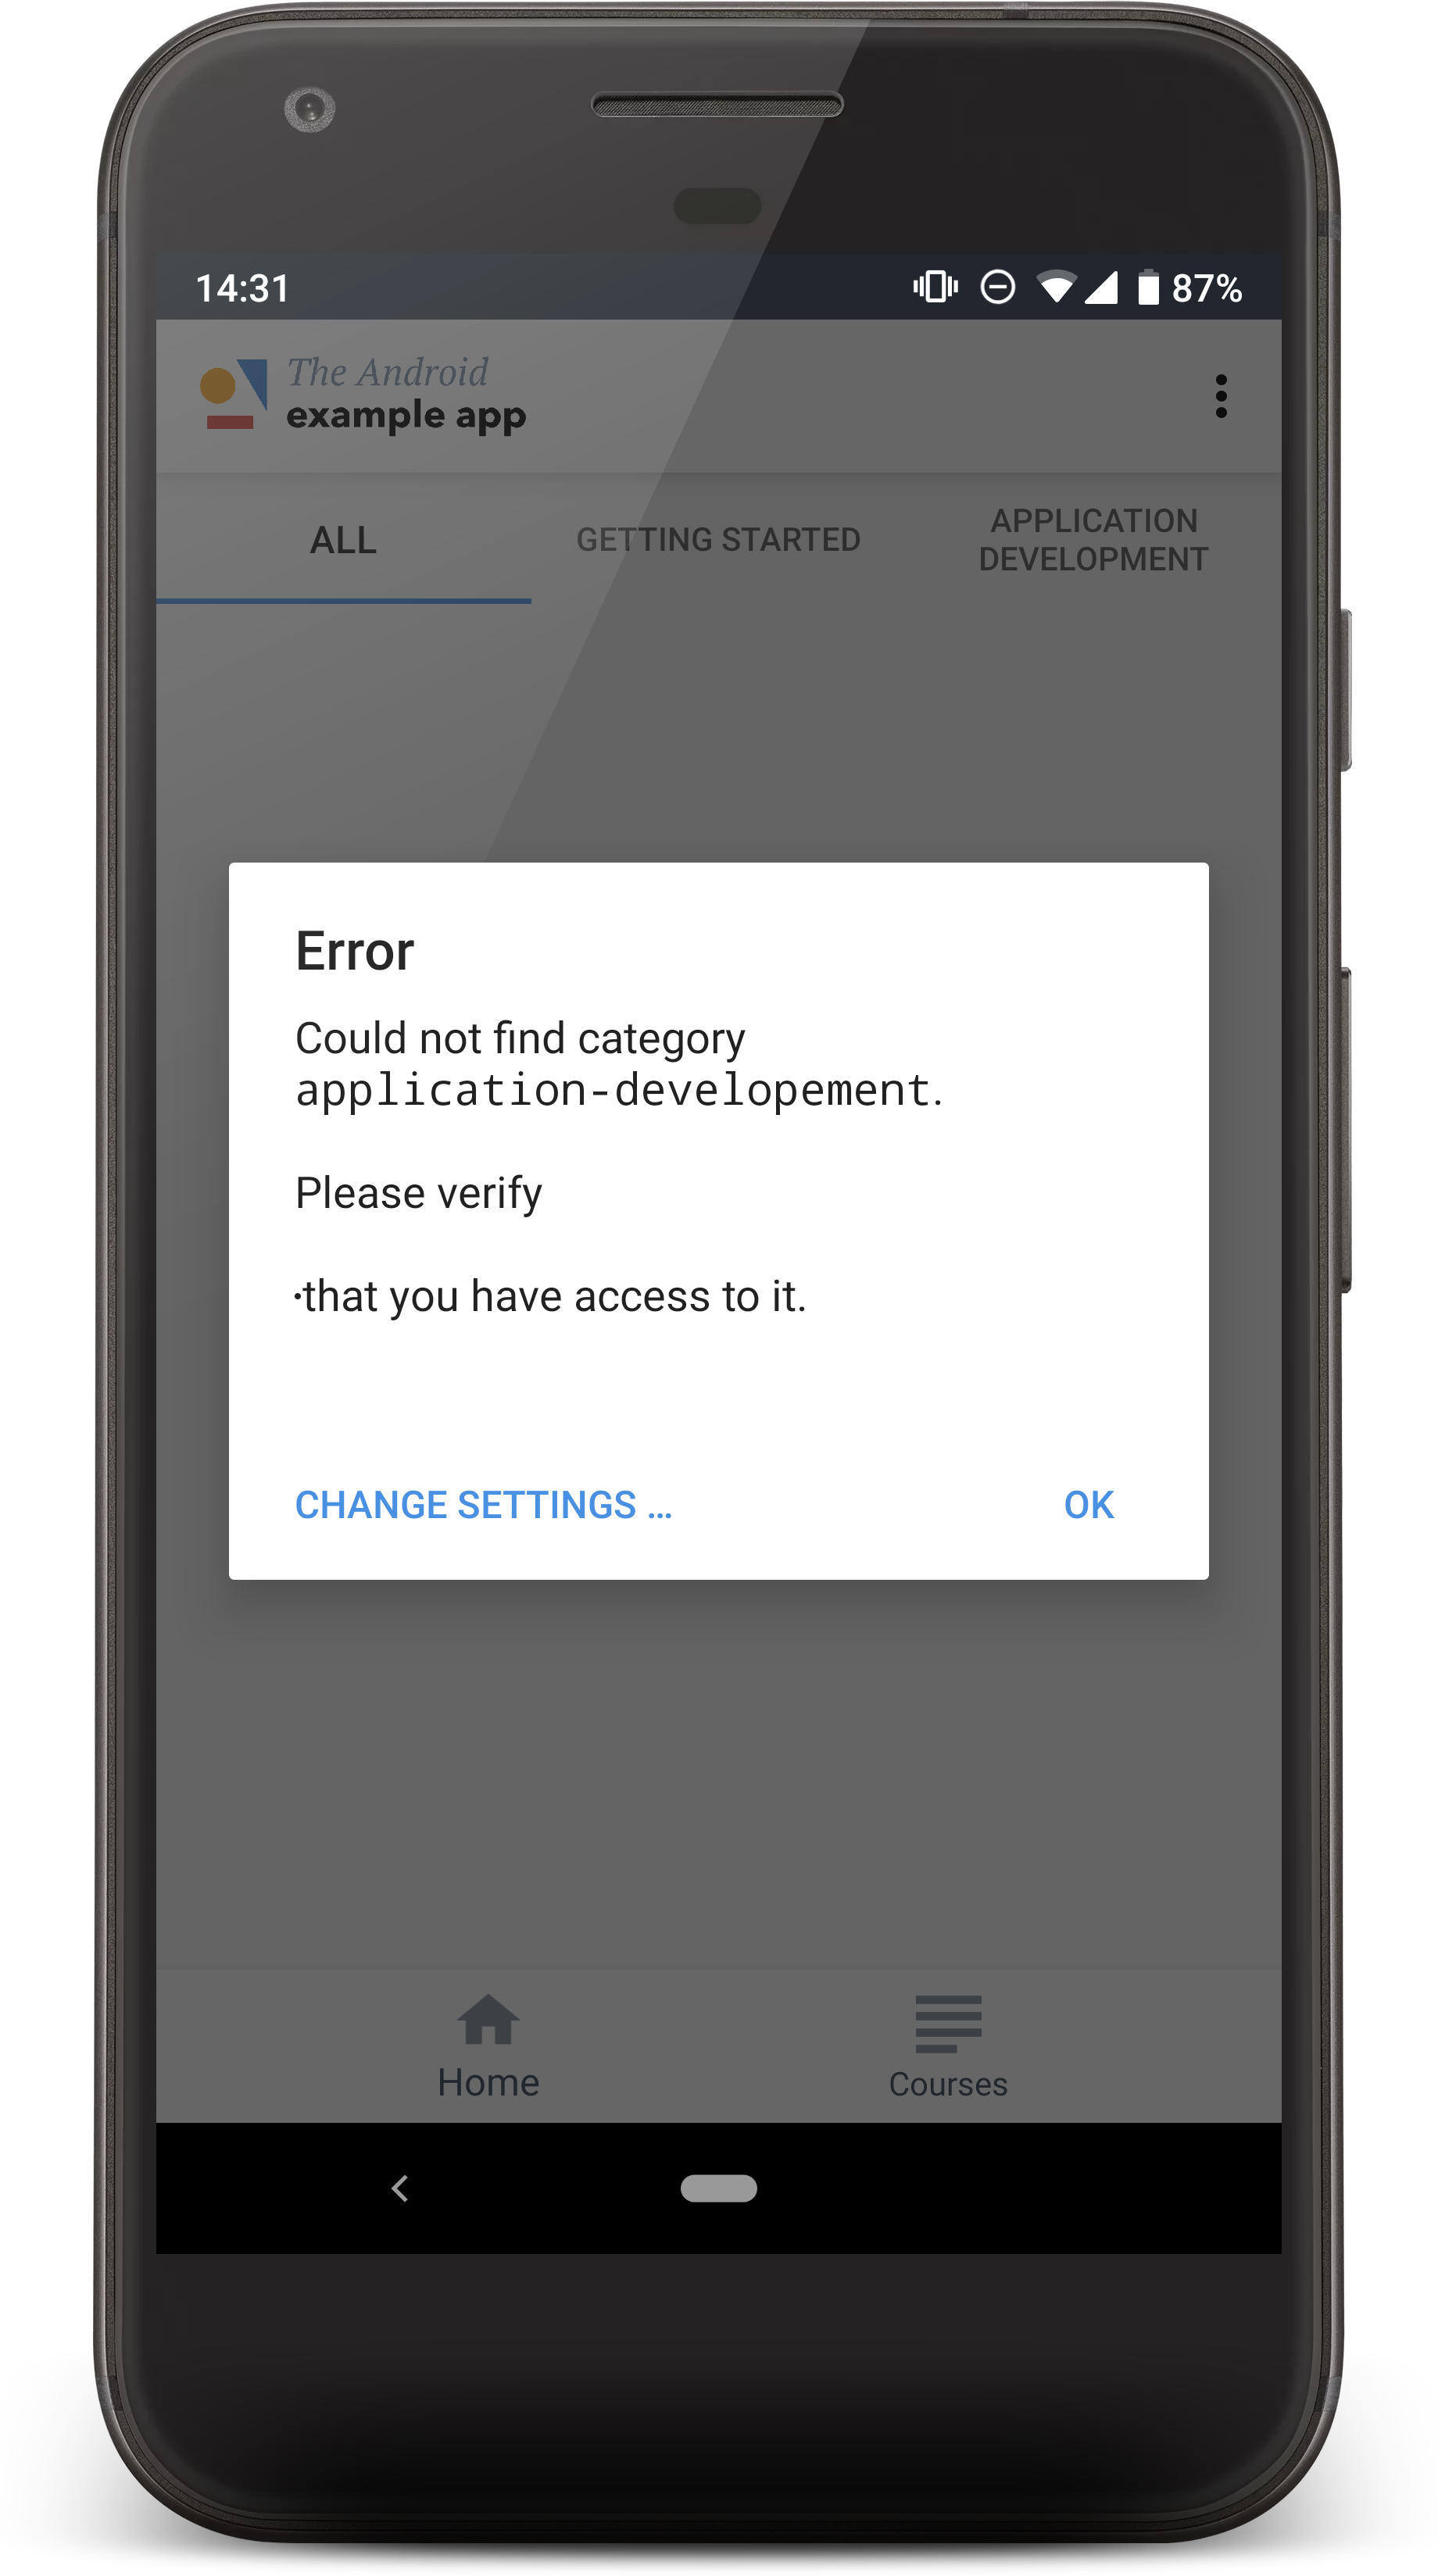 14:31 87%
The Android
example app
ALL
GETTING STARTED
APPLICATION
DEVELOPMENT
Error
Could not find category
application-developement.
Please verify
·that you have access to it.
CHANGE SETTINGS ...
OK
Home
Courses